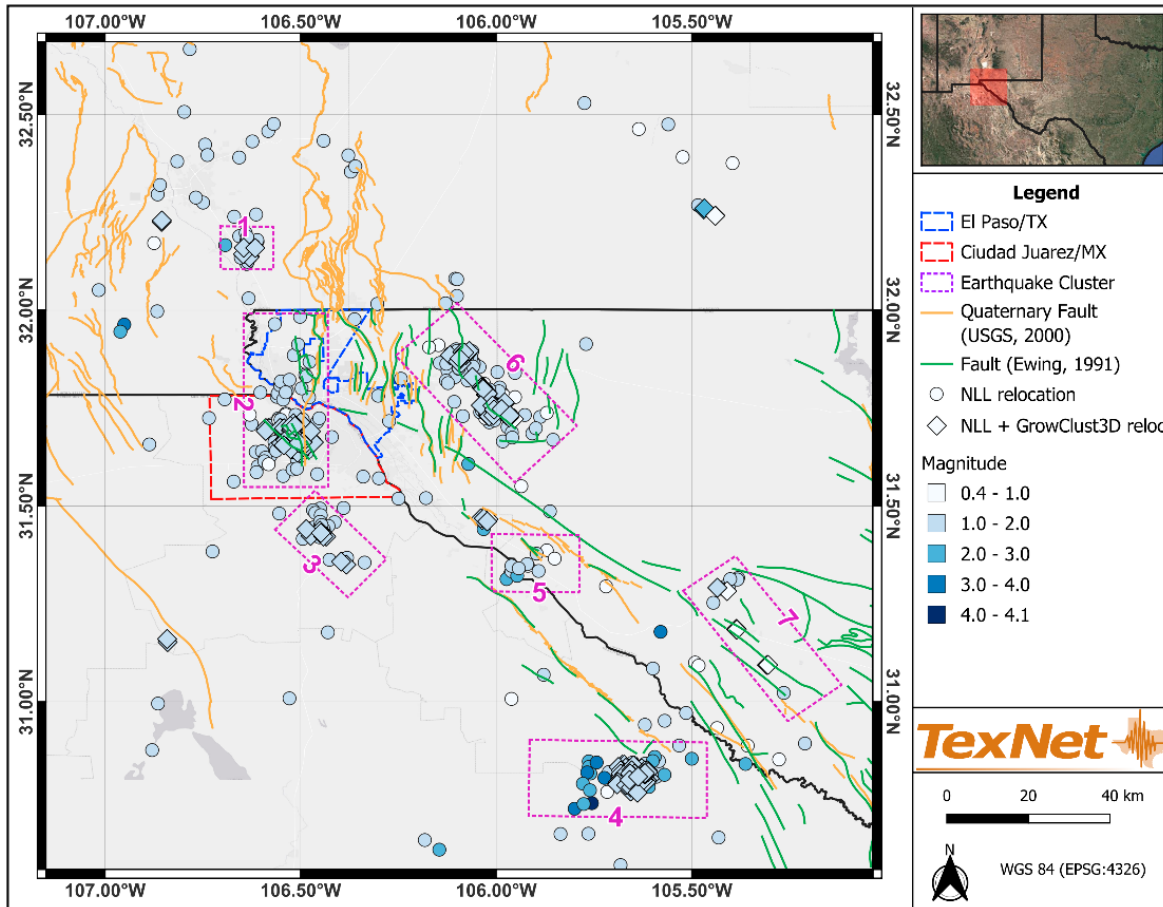 107.00°W 106.50°W 106.00°W 105.50°W
32.50°N 32.50°N
32.00°N 32.00°N
31.50°N 31.50°N
31.00°N 31.00°N
107.00°W 106.50°W 106.00°W 105.50°W
1
2
3
4
5
6
7
Legend
El Paso/TX
Ciudad Juarez/MX
Earthquake Cluster
Quaternary Fault
(USGS, 2000)
Fault (Ewing, 1991)
NLL relocation
NLL + GrowClust3D reloc
Magnitude
0.4 - 1.0
1.0 - 2.0
2.0 - 3.0
3.0 - 4.0
4.0 - 4.1
TexNet
0 20 40 km
N
WGS 84 (EPSG:4326)